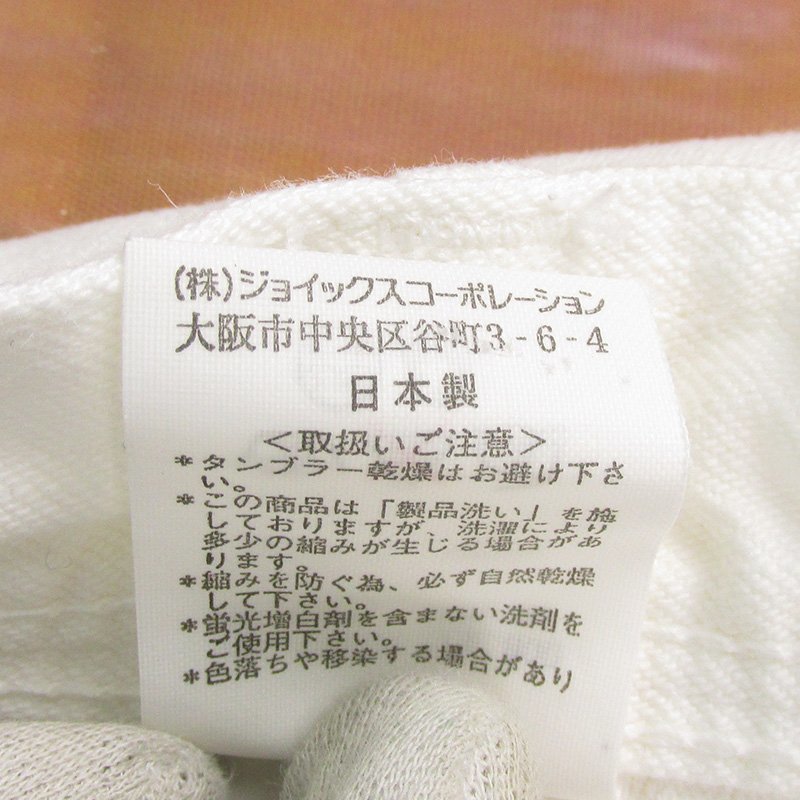 (株)ジョイックスコーポレーション
大阪市中央区谷町3-6-4
日本製
<取扱いご注意>
*タンブラー乾燥はお避け下さ
い。
*この商品は「製品洗い」を施
しておりますが、洗濯により
多少の縮みが生じる場合があ
ります。
*縮みを防ぐ為、必ず自然乾燥
して下さい。
*蛍光増白剤を含まない洗剤を
ご使用下さい。
*色落ちや移染する場合があり